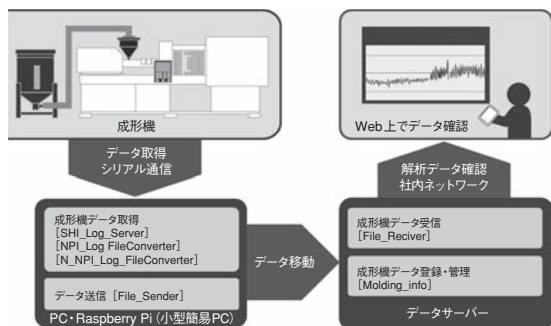 成形機
データ取得
シリアル通信
成形機データ取得
[SHI_Log_Server]
[NPI_Log FileConverter]
[N_NPI_Log_FileConverter]
データ送信 [File_Sender]
PC・Raspberry Pi(小型簡易PC)
データ移動
Web上でデータ確認
解析データ確認
社内ネットワーク
成形機データ受信
[File_Reciver]
成形機データ登録・管理
[Molding_info]
データサーバー